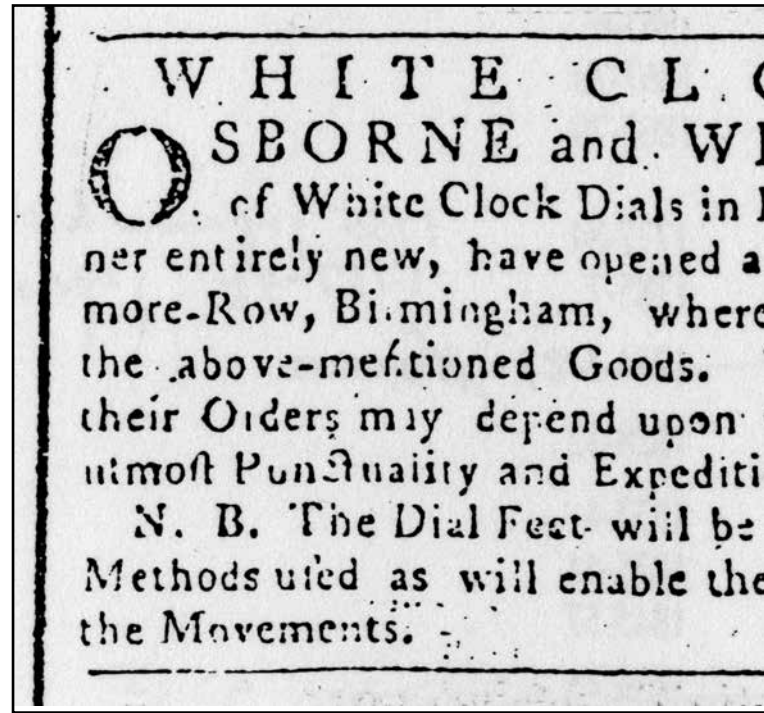 WHITE CL
OSBORNE and
of White Clock Dials in
ner entirely new, have opened a
more-Row, Birmingham, where
the above-mentioned Goods.
their Orders may depend upon
utmoſt Punctuality and Expediti
N. B. The Dial Feet will be
Methods uſed as will enable the
the Movements.